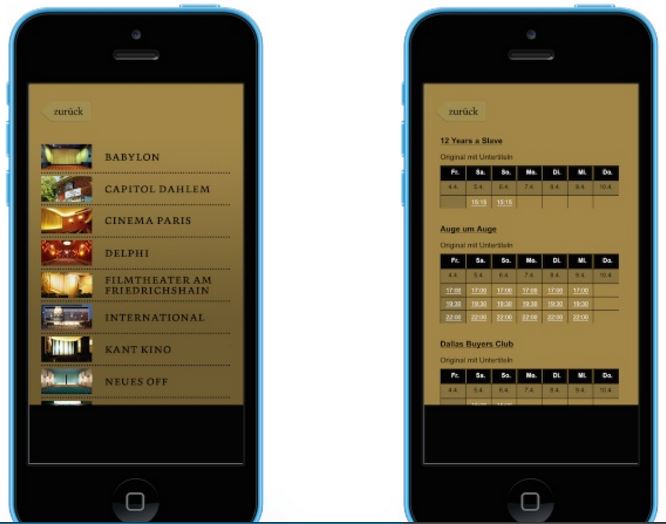 zurück
BABYLON
CAPITOL DAHLEM
CINEMA PARIS
DELPHI
FILMTHEATER AM
FRIEDRICHSHAIN
INTERNATIONAL
KANT KINO
NEUES OFF
zurück
12 Years a Slave
Original mit Untertiteln
Fr. Sa. So. Mo. Di. Mi. Do.
4.4. 5.4. 6.4. 7.4. 8.4. 9.4. 10.4.
15:15 15:15
Auge um Auge
Original mit Untertiteln
Fr. Sa. So. Mo. Di. Mi. Do.
4.4. 5.4. 6.4. 7.4. 8.4. 9.4. 10.4.
17:00 17:00 17:00 17:00 17:00 17:00
19:30 19:30 19:30 19:30 19:30 19:30
22:00 22:00 22:00 22:00 22:00 22:00
Dallas Buyers Club
Original mit Untertiteln
Fr. Sa. So. Mo. Di. Mi. Do.
4.4. 5.4. 6.4. 7.4. 8.4. 9.4. 10.4.